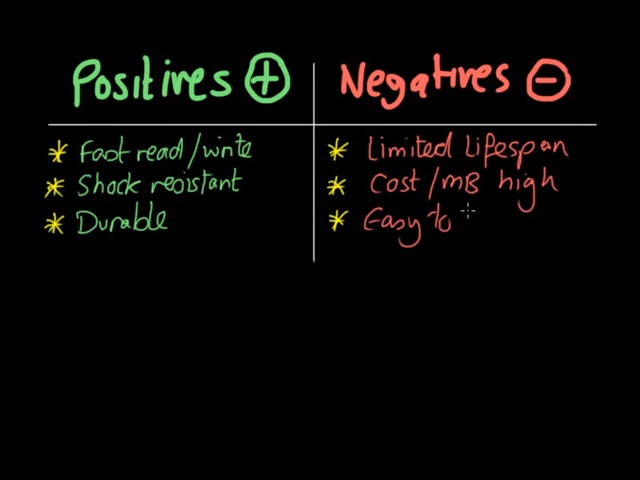 Positives +
Negatives -
* Fast read/write
* Shock resistant
* Durable
* Limited Lifespan
* Cost/MB high
* Easy to